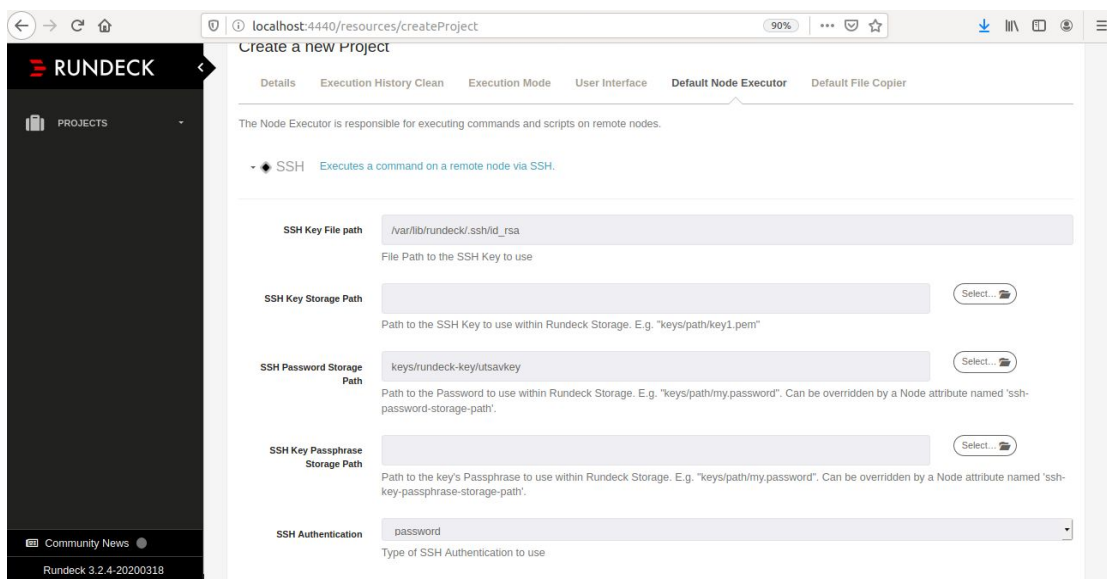 localhost:4440/resources/createProject
90%
Create a new Project
RUNDECK
Details Execution History Clean Execution Mode User Interface Default Node Executor Default File Copier
PROJECTS
The Node Executor is responsible for executing commands and scripts on remote nodes.
SSH Executes a command on a remote node via SSH.
SSH Key File path /var/lib/rundeck/.ssh/id_rsa
File Path to the SSH Key to use
SSH Key Storage Path Select...
Path to the SSH Key to use within Rundeck Storage. E.g. "keys/path/key1.pem"
SSH Password Storage
Path
keys/rundeck-key/utsavkey Select...
Path to the Password to use within Rundeck Storage. E.g. "keys/path/my.password". Can be overridden by a Node attribute named 'ssh-
password-storage-path'.
SSH Key Passphrase
Storage Path
Select...
Path to the key's Passphrase to use within Rundeck Storage. E.g. "keys/path/my.password". Can be overridden by a Node attribute named 'ssh-
key-passphrase-storage-path'.
SSH Authentication password
Type of SSH Authentication to use
Community News
Rundeck 3.2.4-20200318